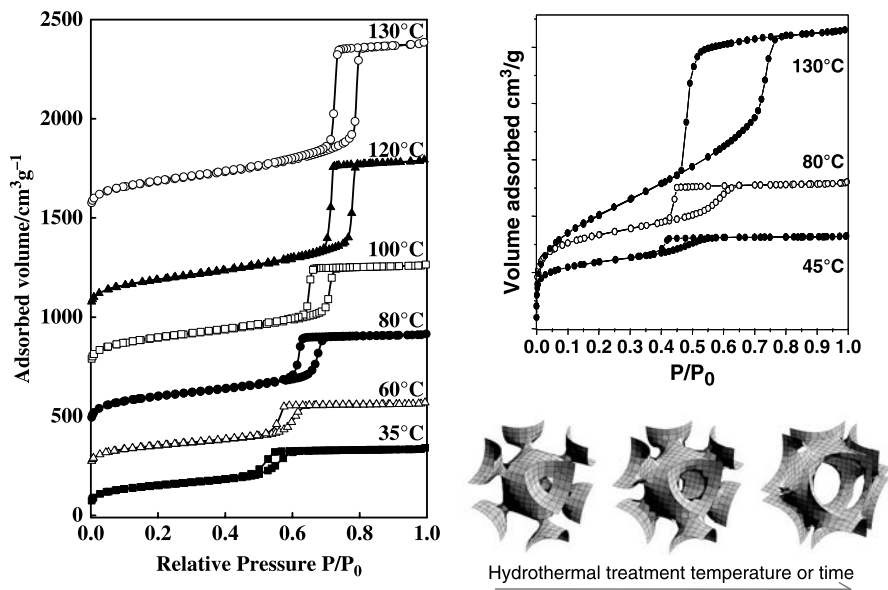 2500
2000
1500
1000
500
0
Adsorbed volume/cm³g⁻¹
130°C
120°C
100°C
80°C
60°C
35°C
0.0 0.2 0.4 0.6 0.8 1.0
Relative Pressure P/P₀
Volume adsorbed cm³/g
130°C
80°C
45°C
0.0 0.1 0.2 0.3 0.4 0.5 0.6 0.7 0.8 0.9 1.0
P/P₀
Hydrothermal treatment temperature or time